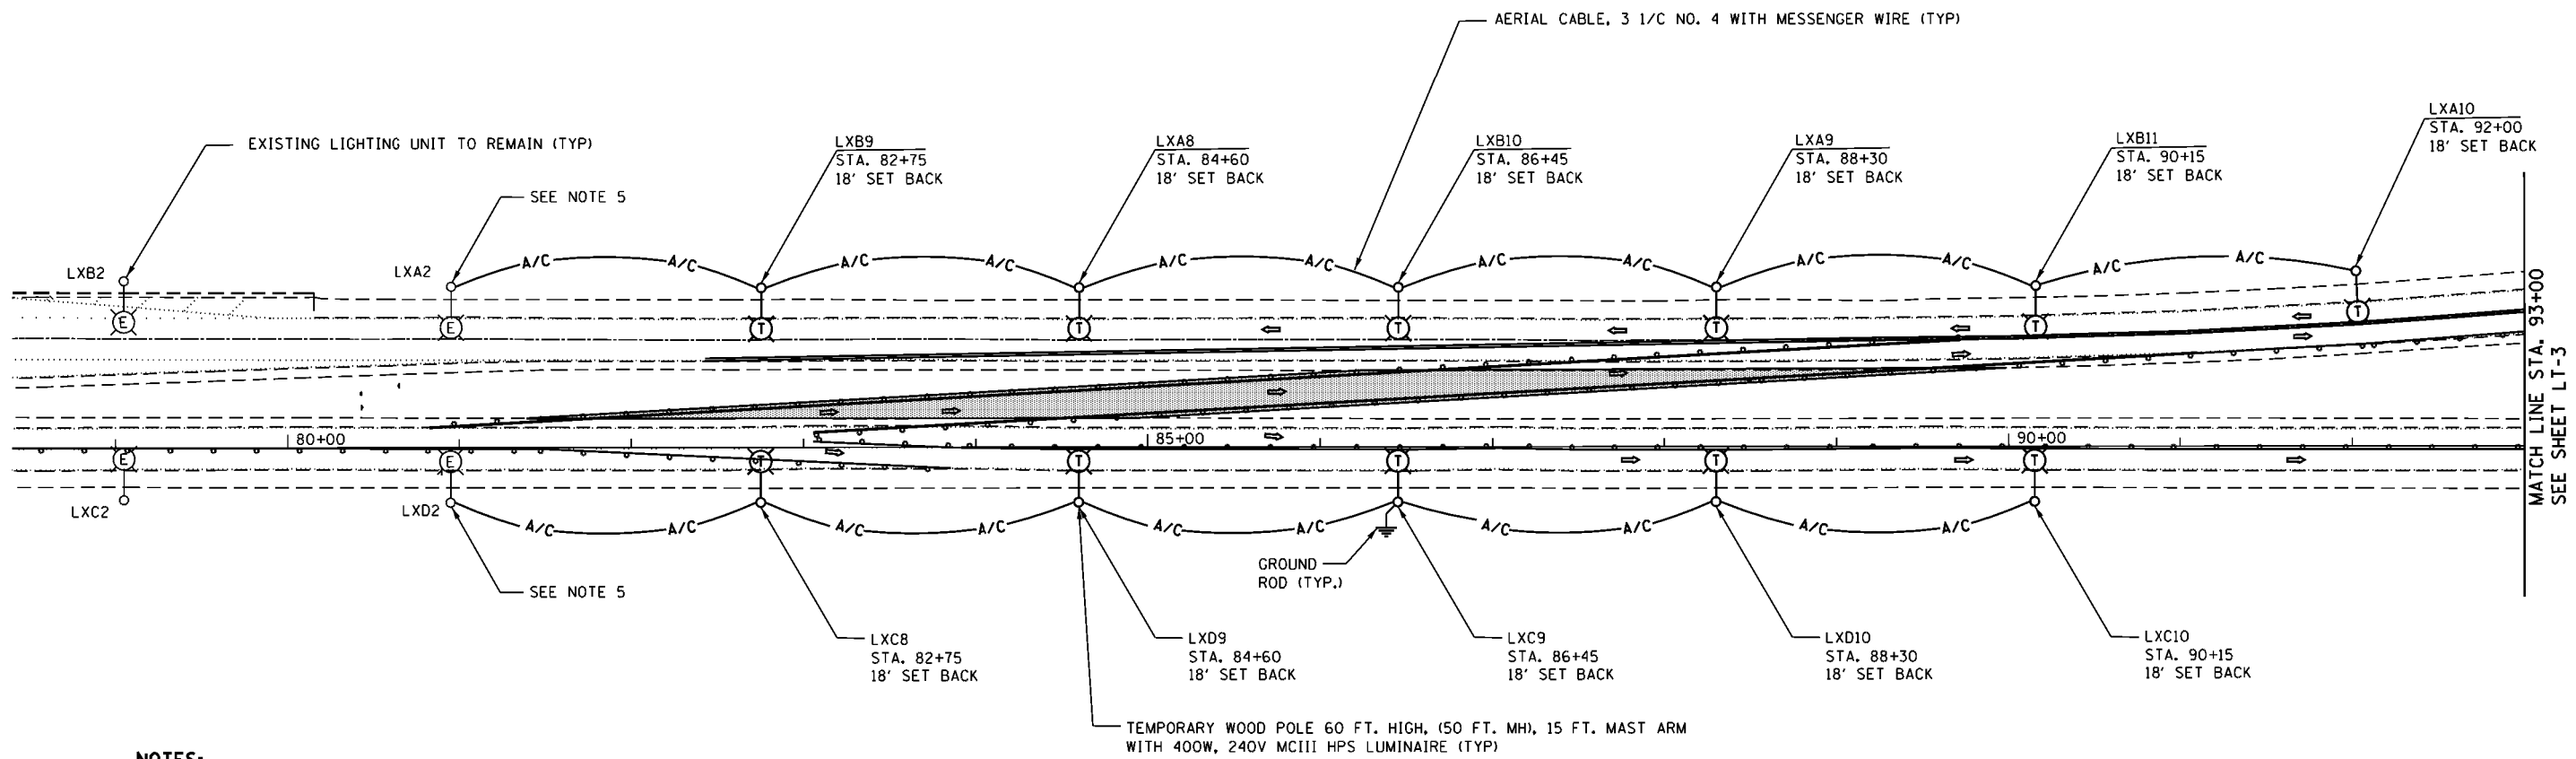 AERIAL CABLE, 3 1/C NO. 4 WITH MESSENGER WIRE (TYP)
EXISTING LIGHTING UNIT TO REMAIN (TYP)
SEE NOTE 5
LXB9
STA. 82+75
18' SET BACK
LXA8
STA. 84+60
18' SET BACK
LXB10
STA. 86+45
18' SET BACK
LXA9
STA. 88+30
18' SET BACK
LXB11
STA. 90+15
18' SET BACK
LXA10
STA. 92+00
18' SET BACK
LXB2
LXA2
A/C
A/C
A/C
A/C
A/C
A/C
A/C
A/C
A/C
A/C
A/C
A/C
E
E
T
T
T
T
T
T
80+00
85+00
90+00
E
E
T
T
T
T
T
LXC2
LXD2
A/C
A/C
A/C
A/C
A/C
A/C
A/C
A/C
A/C
A/C
MATCH LINE STA. 93+00
SEE SHEET LT-3
SEE NOTE 5
GROUND
ROD (TYP.)
LXC8
STA. 82+75
18' SET BACK
LXD9
STA. 84+60
18' SET BACK
LXC9
STA. 86+45
18' SET BACK
LXD10
STA. 88+30
18' SET BACK
LXC10
STA. 90+15
18' SET BACK
TEMPORARY WOOD POLE 60 FT. HIGH, (50 FT. MH), 15 FT. MAST ARM
WITH 400W, 240V MCIII HPS LUMINAIRE (TYP)
NOTES: